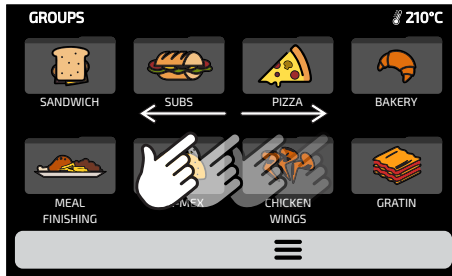 GROUPS 210°C
SANDWICH SUBS PIZZA BAKERY
MEAL FINISHING -MEX CHICKEN WINGS GRATIN